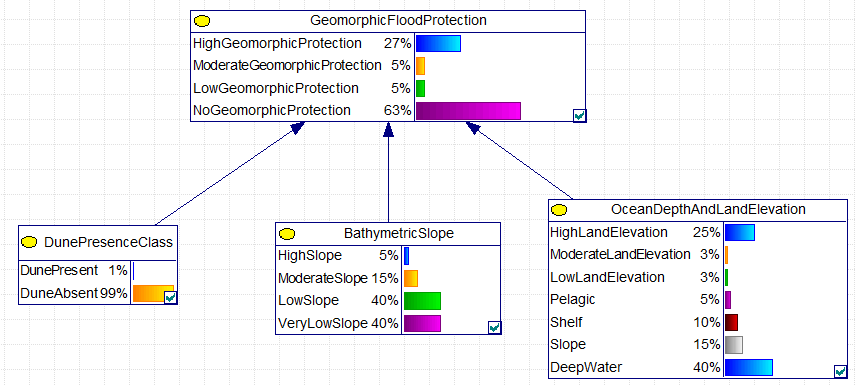 GeomorphicFloodProtection
HighGeomorphicProtection 27%
ModerateGeomorphicProtection 5%
LowGeomorphicProtection 5%
NoGeomorphicProtection 63%
DunePresenceClass
DunePresent 1%
DuneAbsent 99%
BathymetricSlope
HighSlope 5%
ModerateSlope 15%
LowSlope 40%
VeryLowSlope 40%
OceanDepthAndLandElevation
HighLandElevation 25%
ModerateLandElevation 3%
LowLandElevation 3%
Pelagic 5%
Shelf 10%
Slope 15%
DeepWater 40%